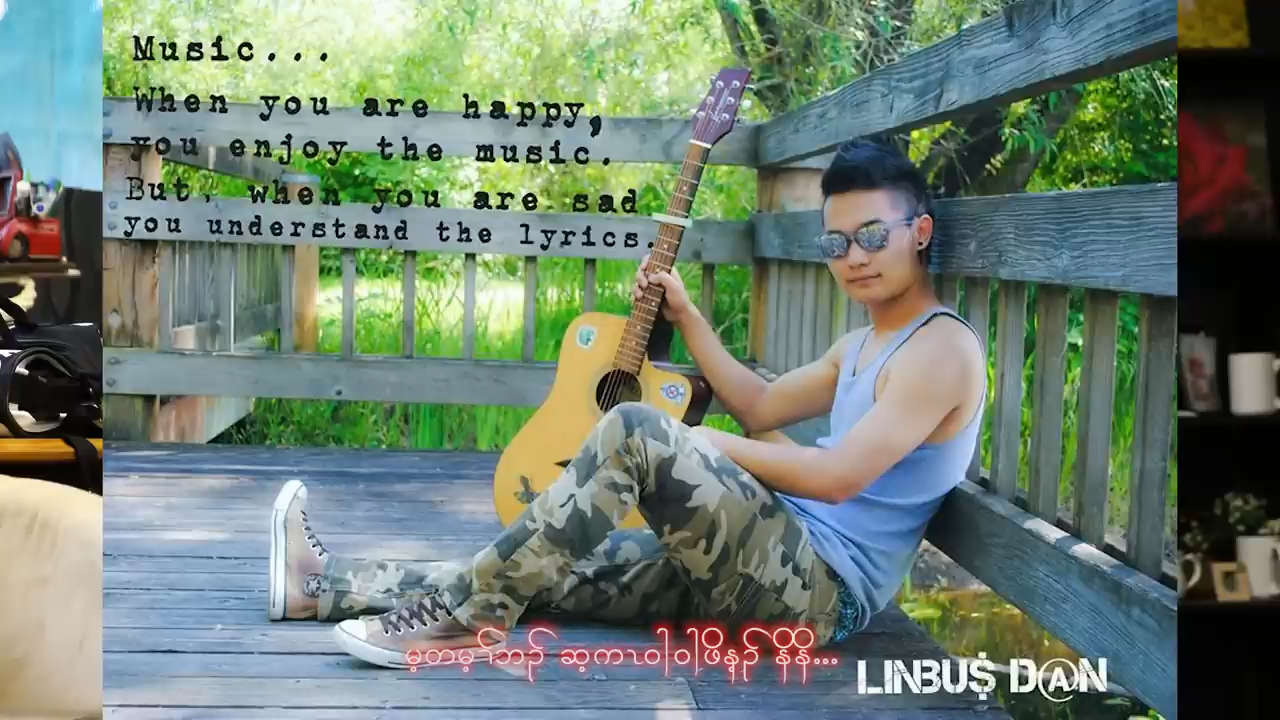 Music...
When you are happy,
you enjoy the music.
But, when you are sad
you understand the lyrics.
LINBUS D@N